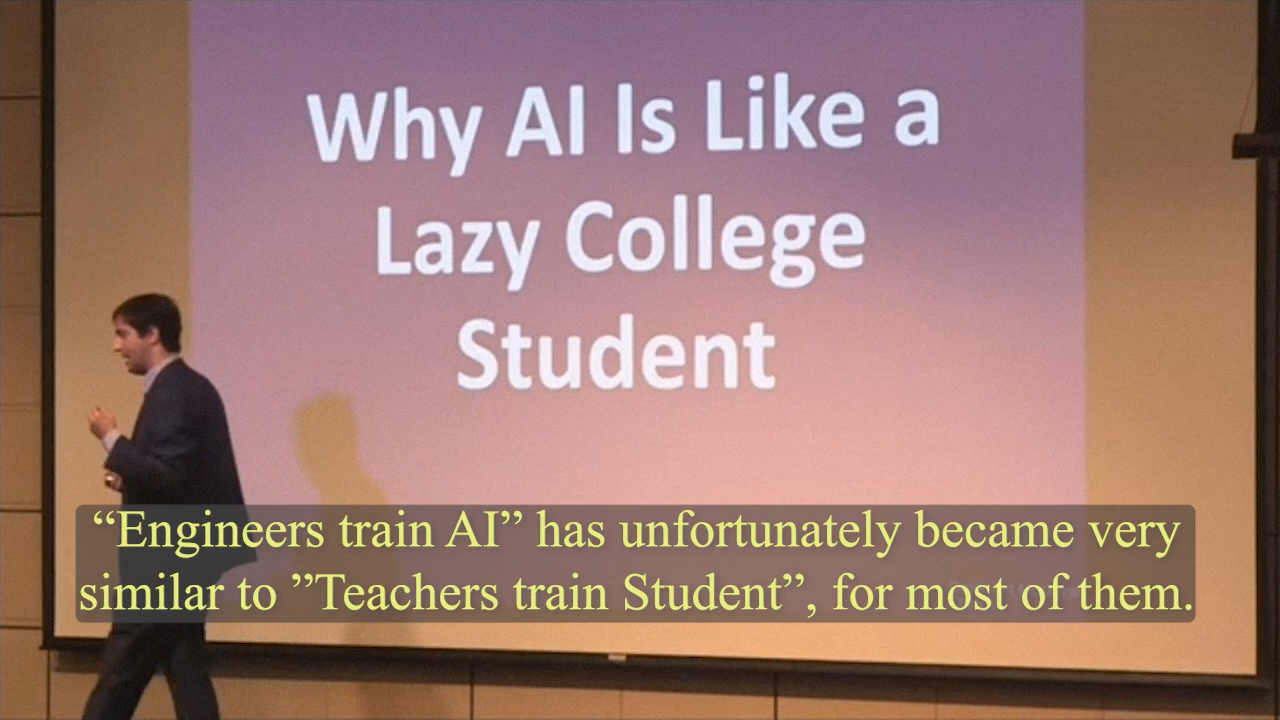 Why AI Is Like a
Lazy College
Student
“Engineers train AI” has unfortunately became very
similar to ”Teachers train Student”, for most of them.